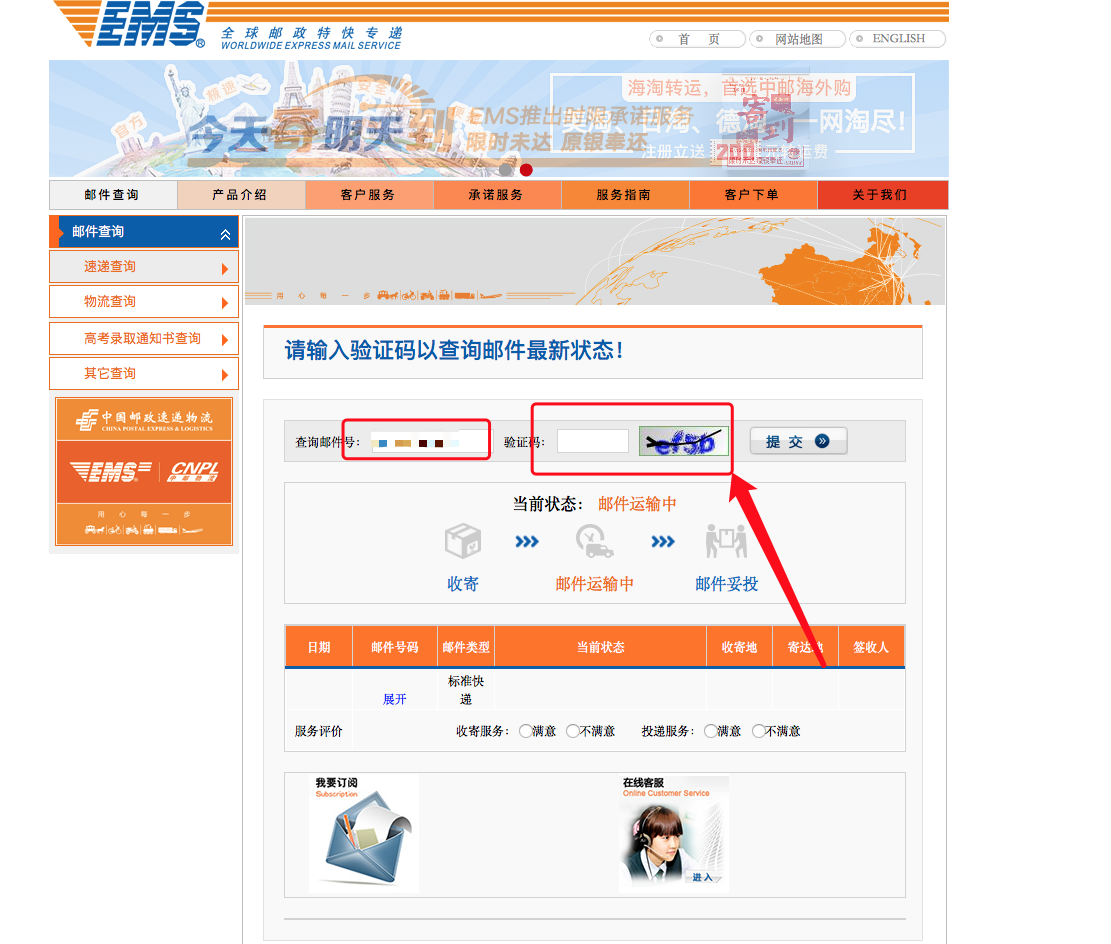 EMS®
全球邮政特快专递
WORLDWIDE EXPRESS MAIL SERVICE
首 页
网站地图
ENGLISH
官方
精速
安全
今天寄 明天到!
EMS推出时限承诺服务
限时未达 原银奉还
海淘转运，首选中邮海外购
一网淘尽!
注册立送
寄
到
邮件查询
产品介绍
客户服务
承诺服务
服务指南
客户下单
关于我们
邮件查询
速递查询
物流查询
高考录取通知书查询
其它查询
中国邮政速递物流
CHINA POSTAL EXPRESS & LOGISTICS
EMS® CNPL
用 心 每 一 步
用 心 每 一 步
请输入验证码以查询邮件最新状态!
查询邮件号:
验证码:
ef5b
提 交
当前状态: 邮件运输中
收寄
邮件运输中
邮件妥投
日期 邮件号码 邮件类型 当前状态 收寄地 寄达地 签收人
展开
标准快
递
服务评价 收寄服务: 满意 不满意 投递服务: 满意 不满意
我要订阅
Subscription
在线客服
Online Customer Service
进入